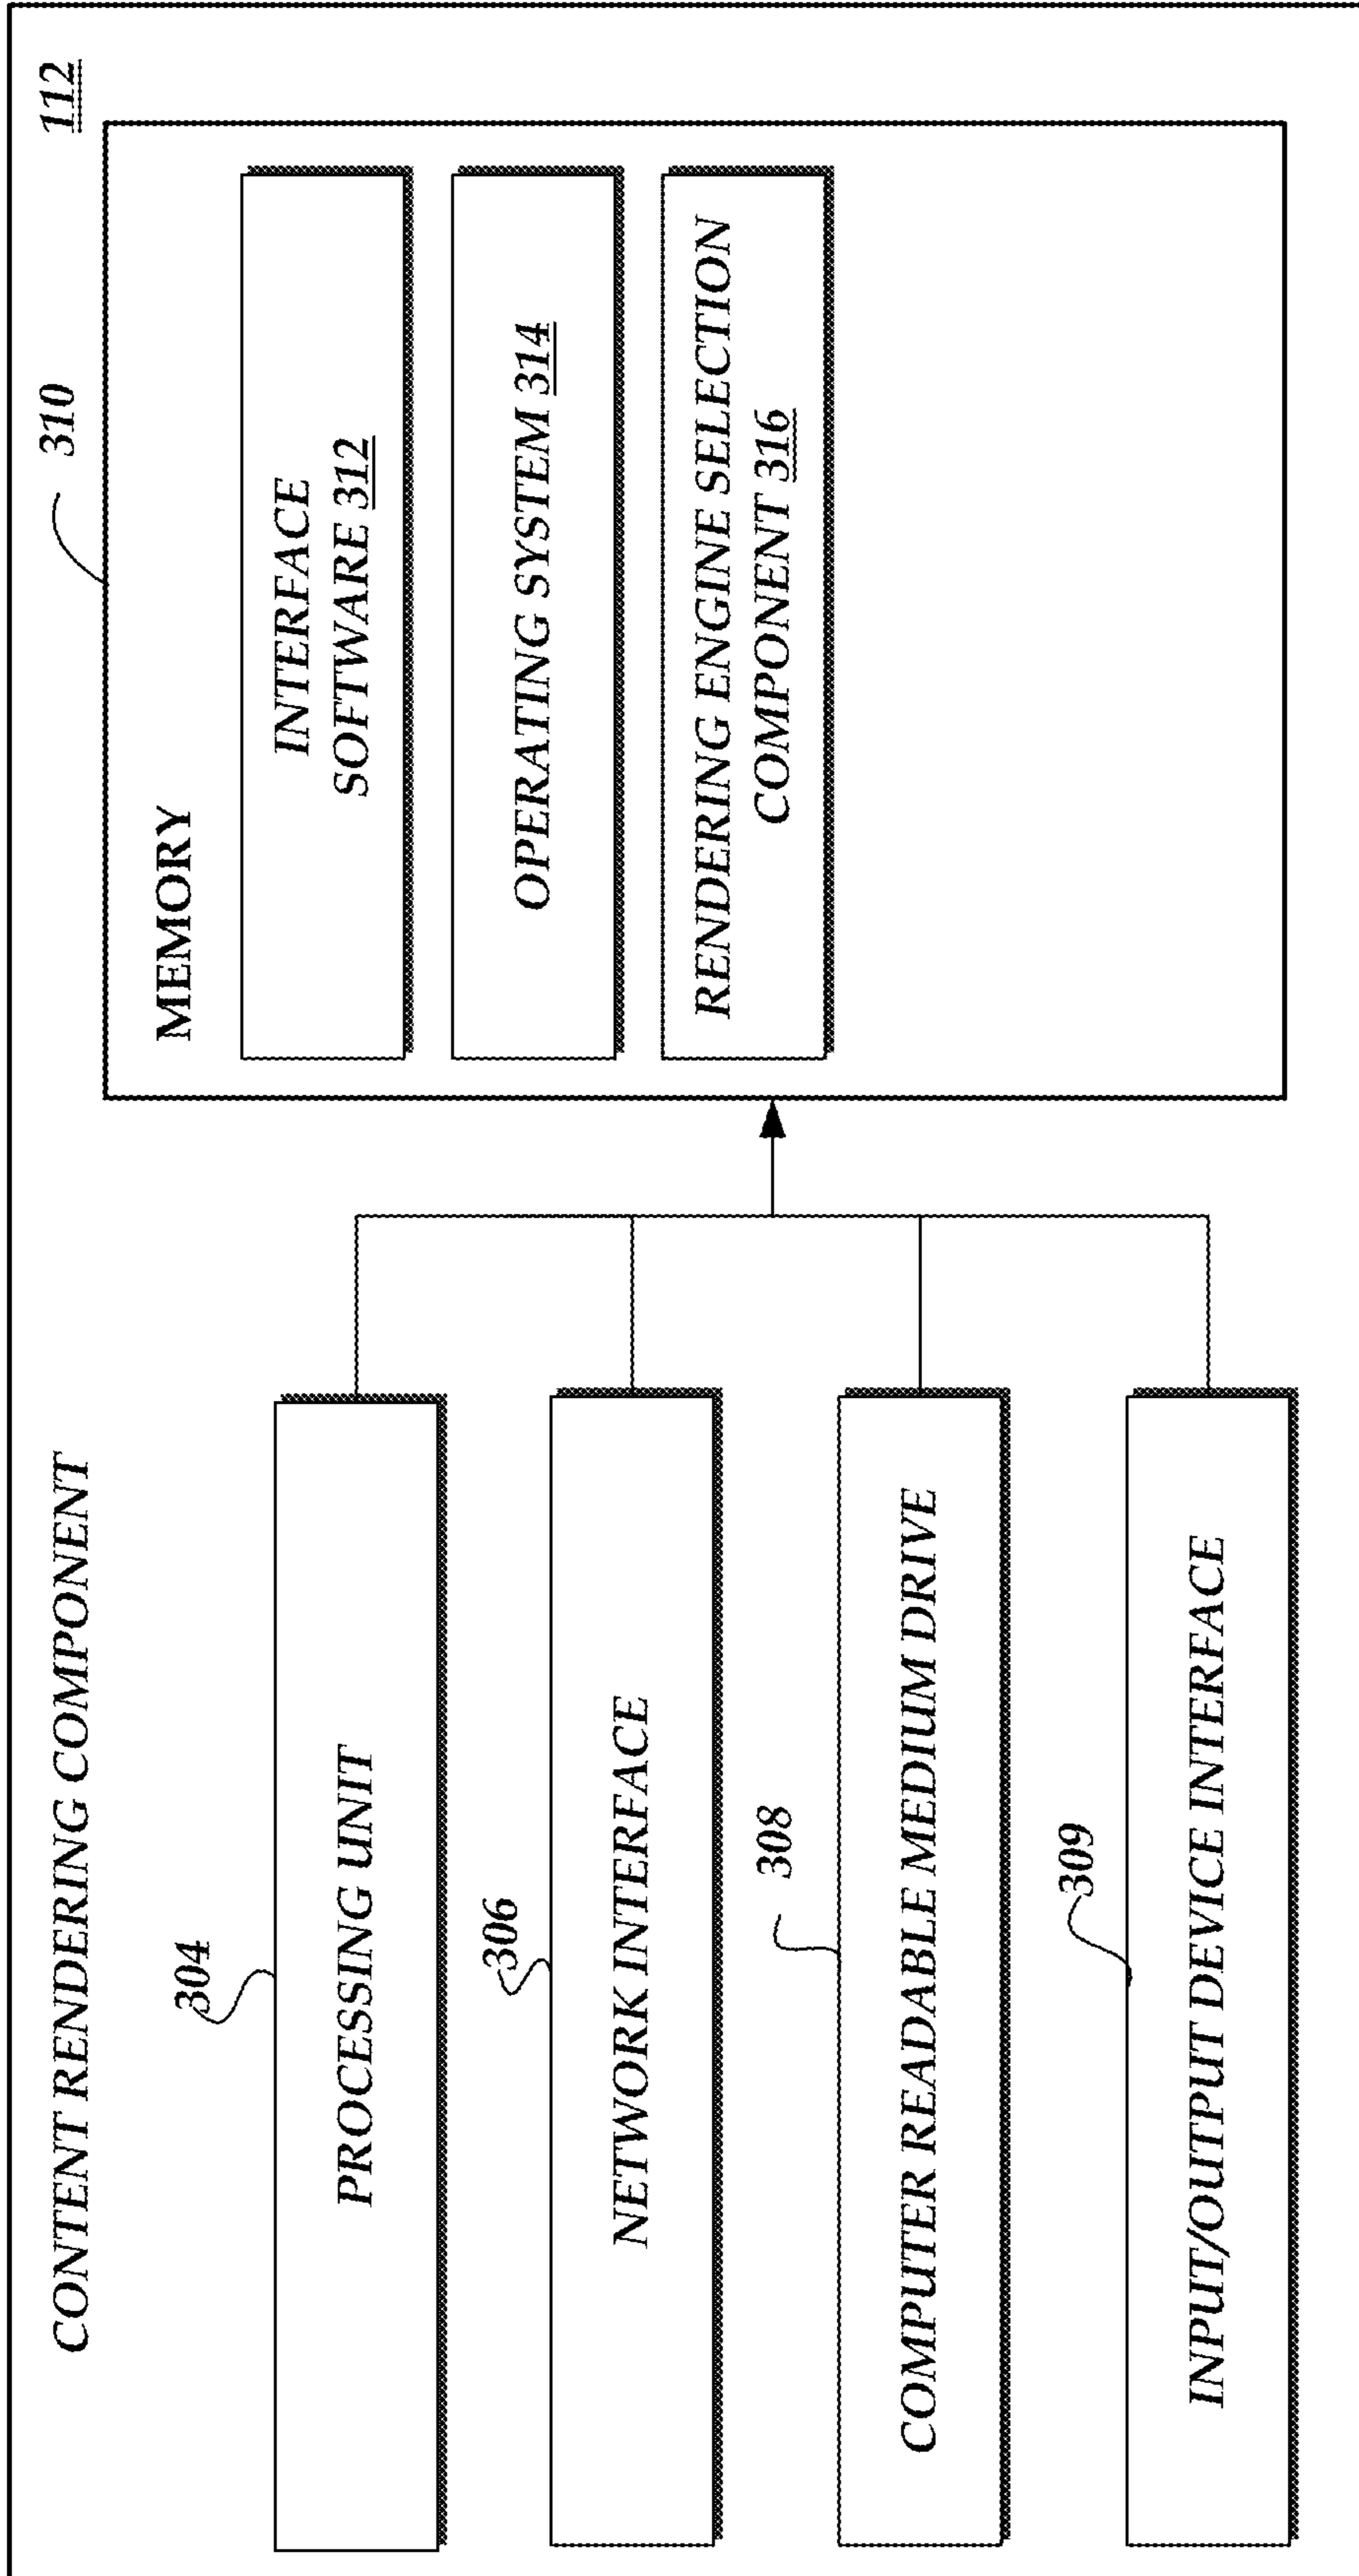 CONTENT RENDERING COMPONENT
112
304
PROCESSING UNIT
306
NETWORK INTERFACE
308
COMPUTER READABLE MEDIUM DRIVE
309
INPUT/OUTPUT DEVICE INTERFACE
310
MEMORY
INTERFACE
SOFTWARE 312
OPERATING SYSTEM 314
RENDERING ENGINE SELECTION
COMPONENT 316